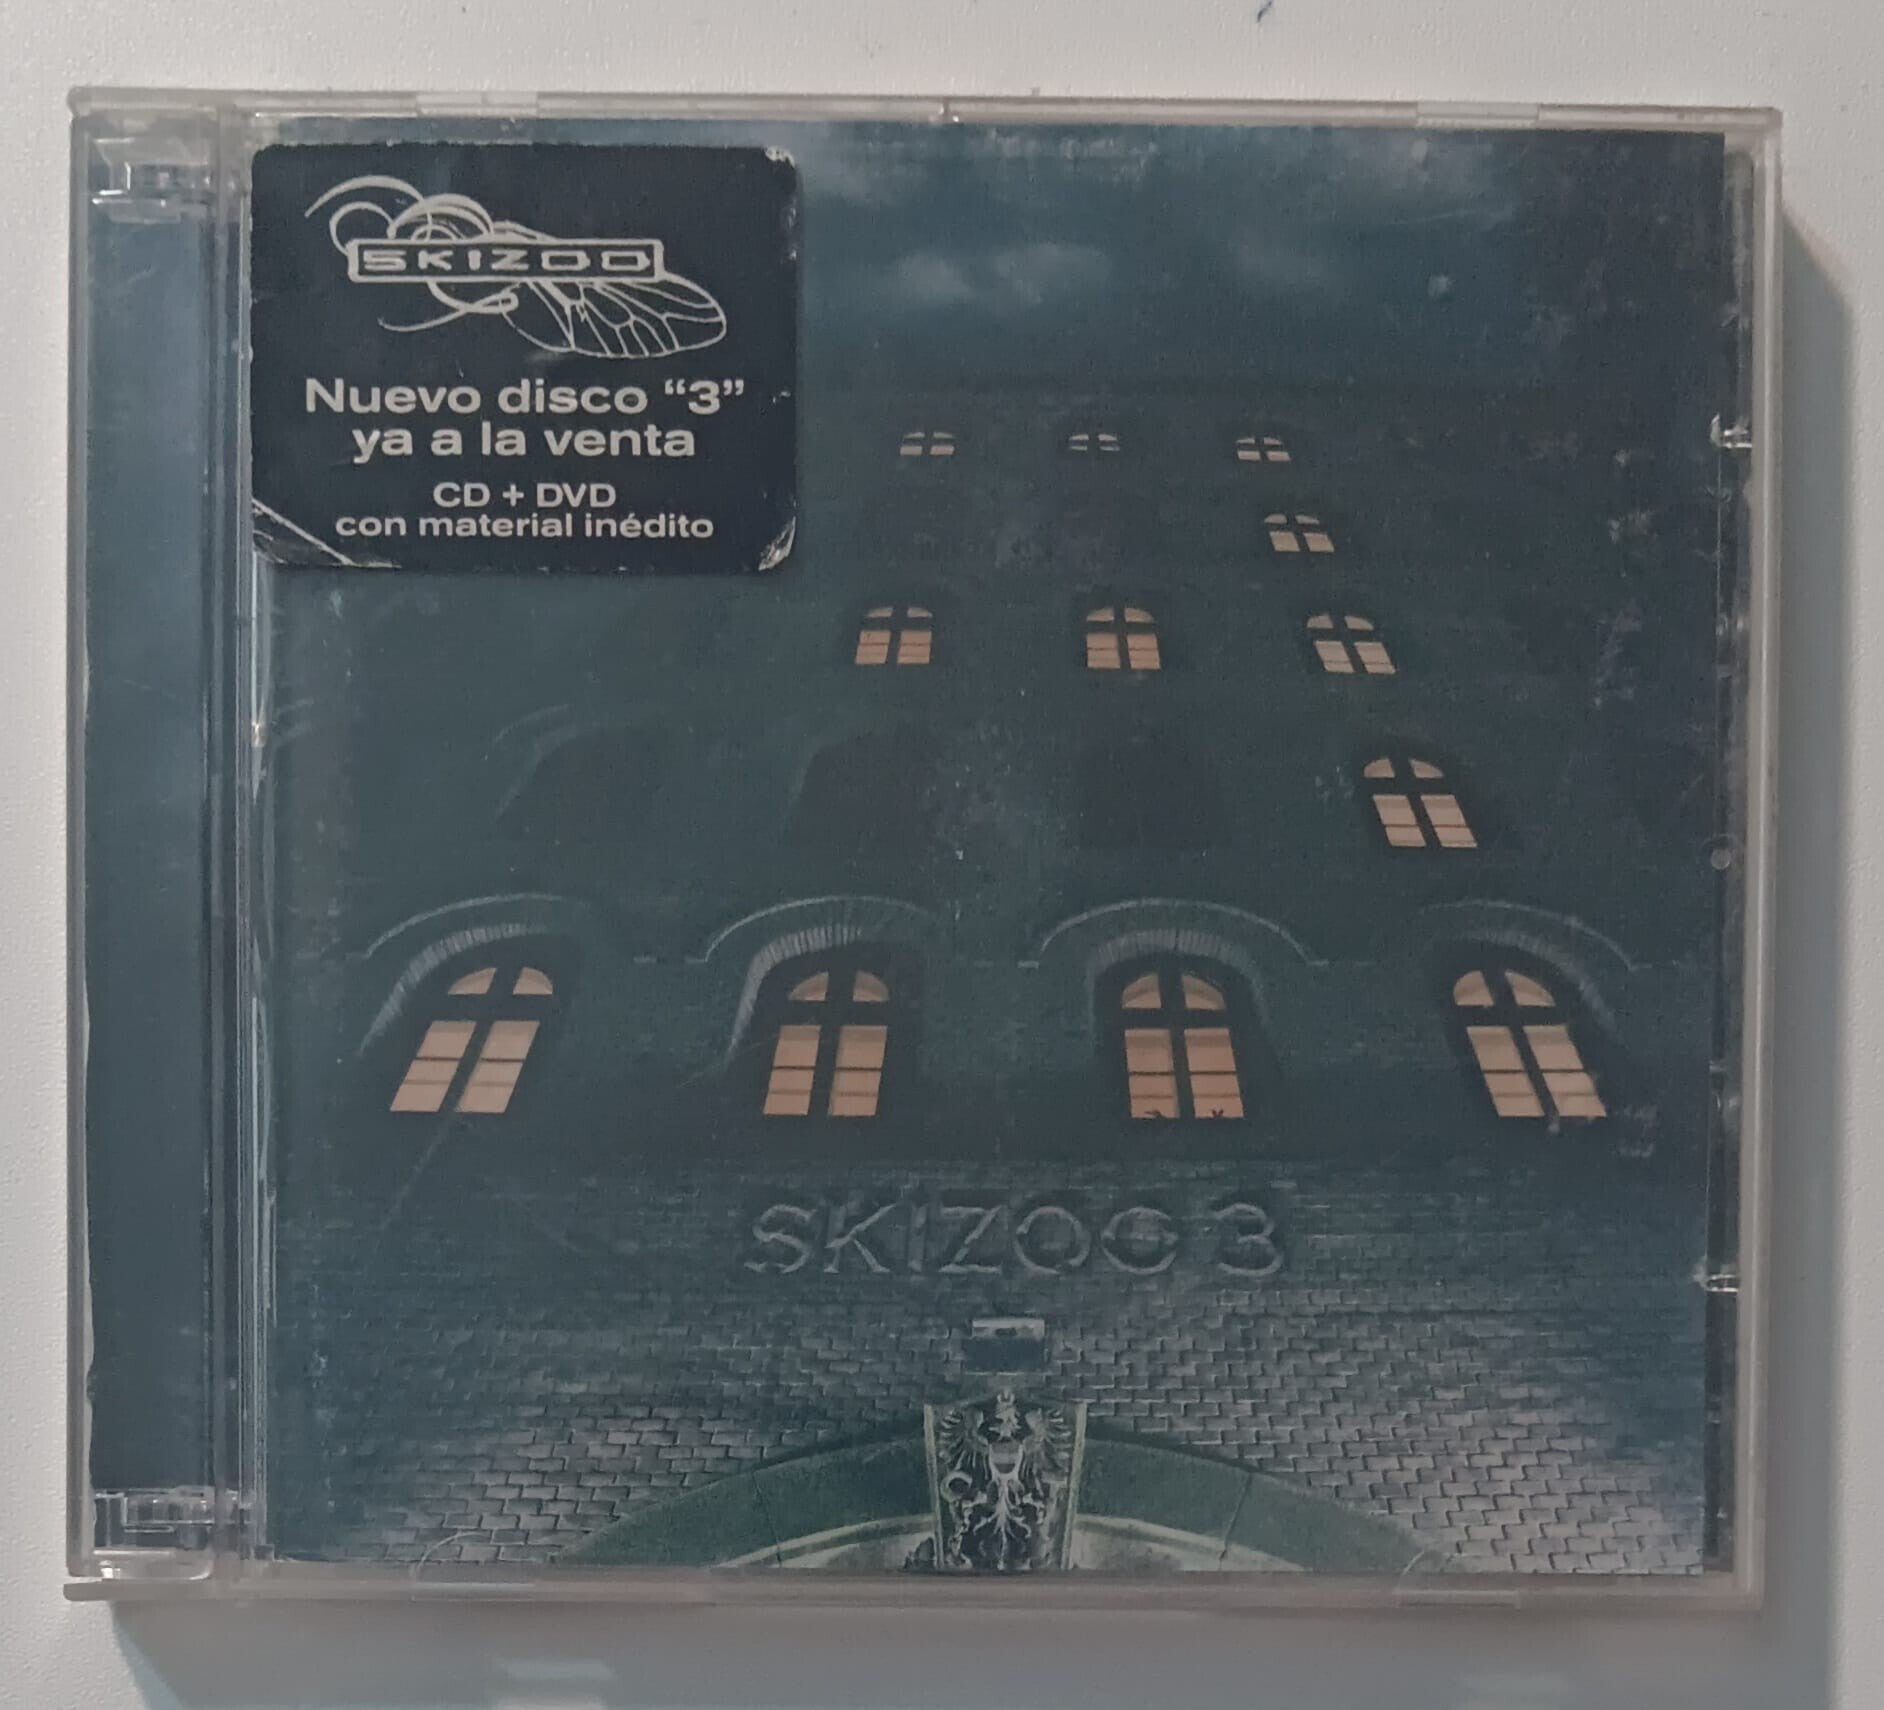 SKIZOO
Nuevo disco “3”
ya a la venta
CD + DVD
con material inédito
SKIZOO 3